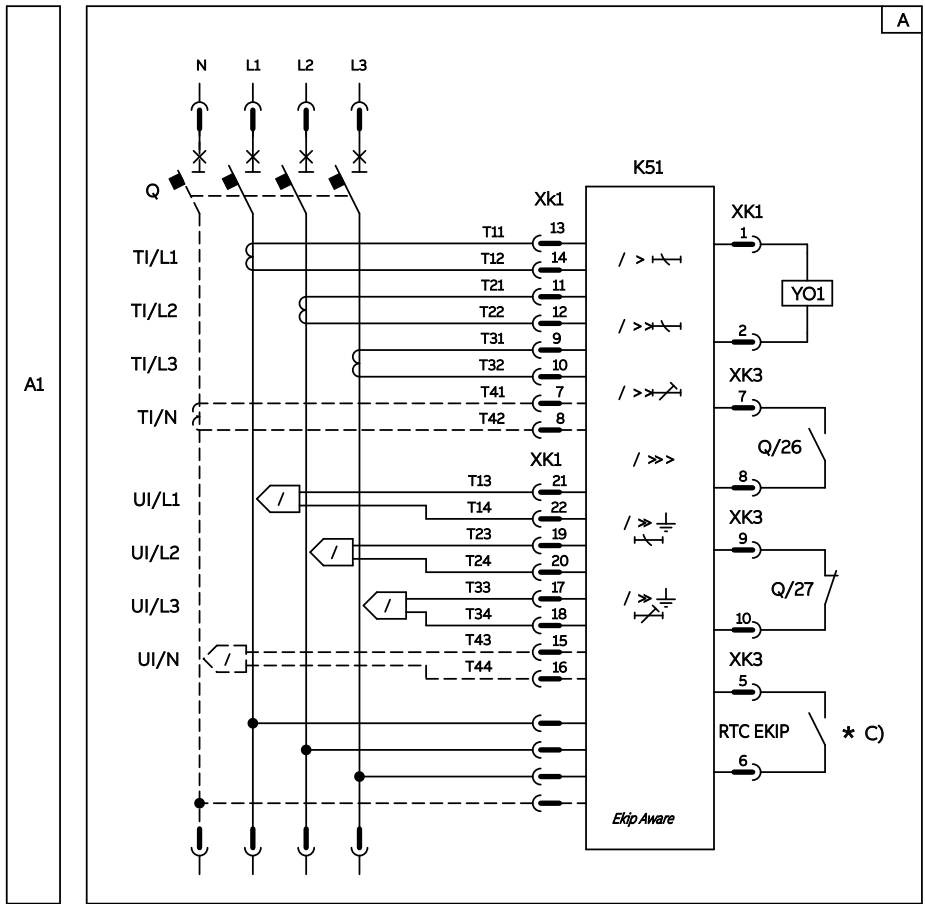 A
N L1 L2 L3
K51
Q
Xk1
XK1
T11 13 1
TI/L1
T12 14
T21 11
YO1
TI/L2
T22 12
2
T31 9
TI/L3
T32 10
XK3
A1
T41 7 7
TI/N
T42 8
Q/26
XK1
T13 21 8
UI/L1
T14 22
XK3
T23 19 9
UI/L2
T24 20
T33 17
Q/27
UI/L3
T34 18 10
T43 15
UI/N
T44 16
XK3
5
RTC EKIP * C)
6
Ekip Aware